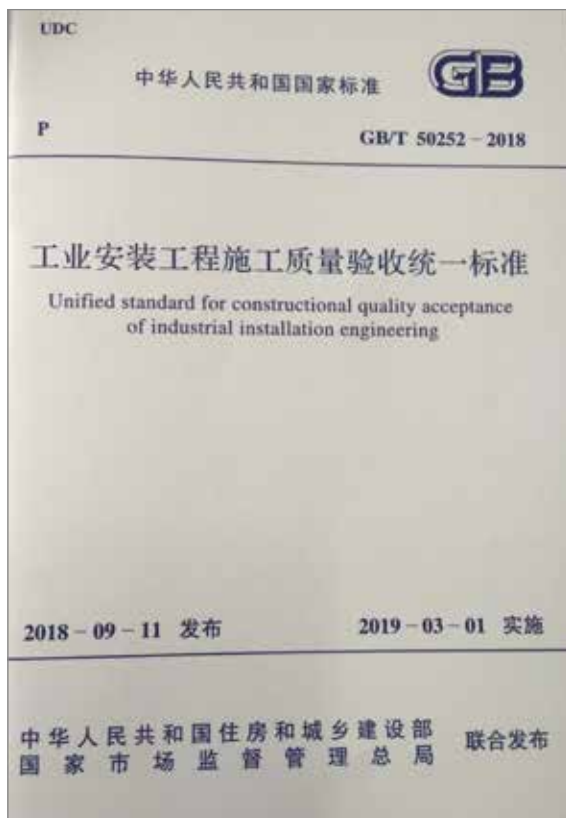 UDC
中华人民共和国国家标准
GB
P
GB/T 50252-2018
工业安装工程施工质量验收统一标准
Unified standard for constructional quality acceptance
of industrial installation engineering
2018-09-11 发布
2019-03-01 实施
中华人民共和国住房和城乡建设部
国家市场监督管理总局
联合发布